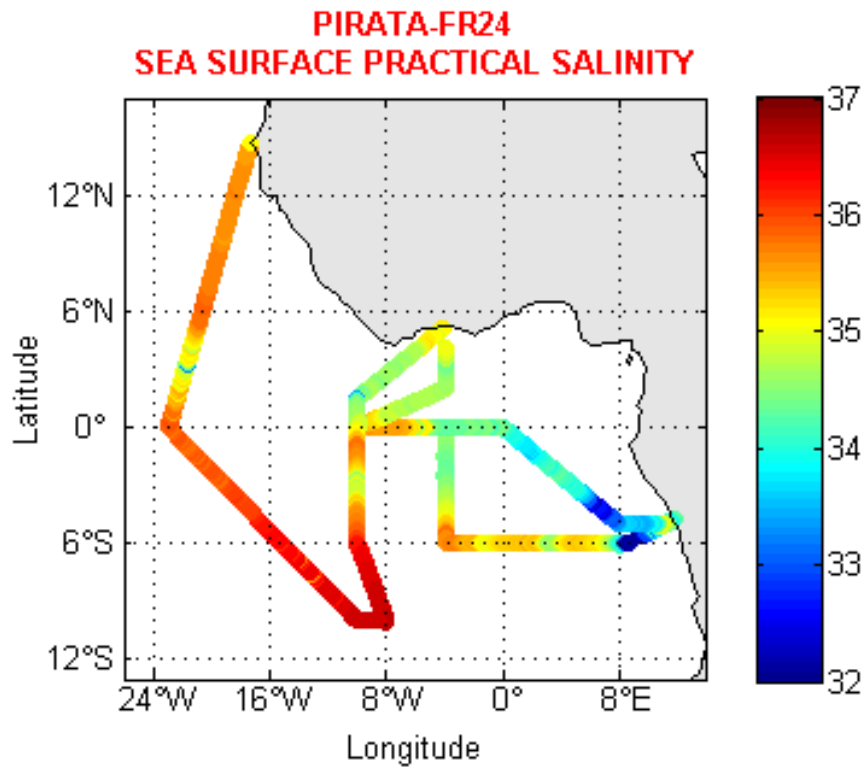 PIRATA-FR24
SEA SURFACE PRACTICAL SALINITY
12°N
6°N
0°
6°S
12°S
Latitude
24°W 16°W 8°W 0° 8°E
Longitude
37
36
35
34
33
32